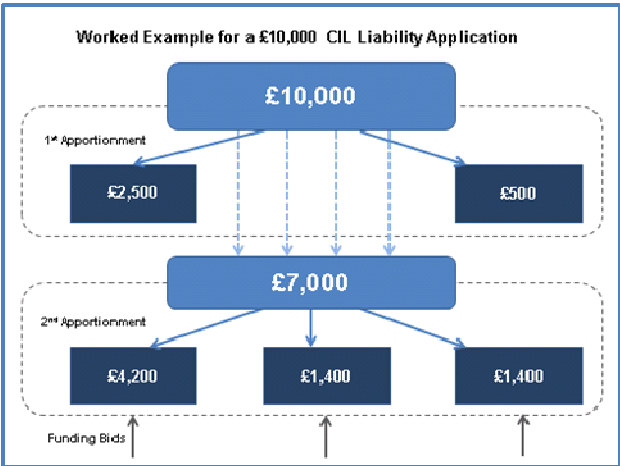 Worked Example for a £10,000 CIL Liability Application
£10,000
1st Apportionment
£2,500
£500
£7,000
2nd Apportionment
£4,200
£1,400
£1,400
Funding Bids